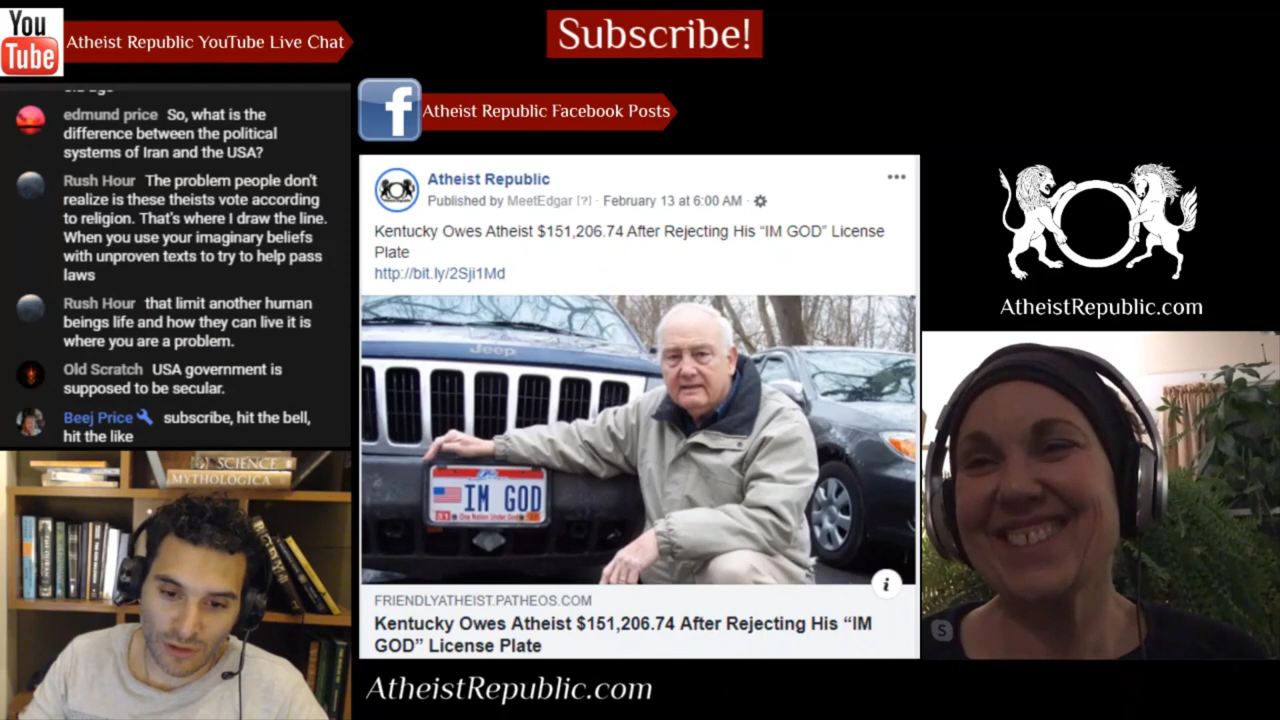 You
Tube
Atheist Republic YouTube Live Chat
Subscribe!
Atheist Republic Facebook Posts
edmund price So, what is the
difference between the political
systems of Iran and the USA?
Rush Hour The problem people don't
realize is these theists vote according
to religion. That's where I draw the line.
When you use your imaginary beliefs
with unproven texts to try to help pass
laws
Rush Hour that limit another human
beings life and how they can live it is
where you are a problem.
Old Scratch USA government is
supposed to be secular.
Beej Price subscribe, hit the bell,
hit the like
f
Atheist Republic
Published by MeetEdgar [?] · February 13 at 6:00 AM ·
Kentucky Owes Atheist $151,206.74 After Rejecting His “IM GOD” License
Plate
http://bit.ly/2Sji1Md
Jeep
IM GOD
One Nation Under God
i
FRIENDLYATHEIST.PATHEOS.COM
Kentucky Owes Atheist $151,206.74 After Rejecting His “IM
GOD” License Plate
AtheistRepublic.com
SCIENCE
MYTHOLOGICA
AtheistRepublic.com
S